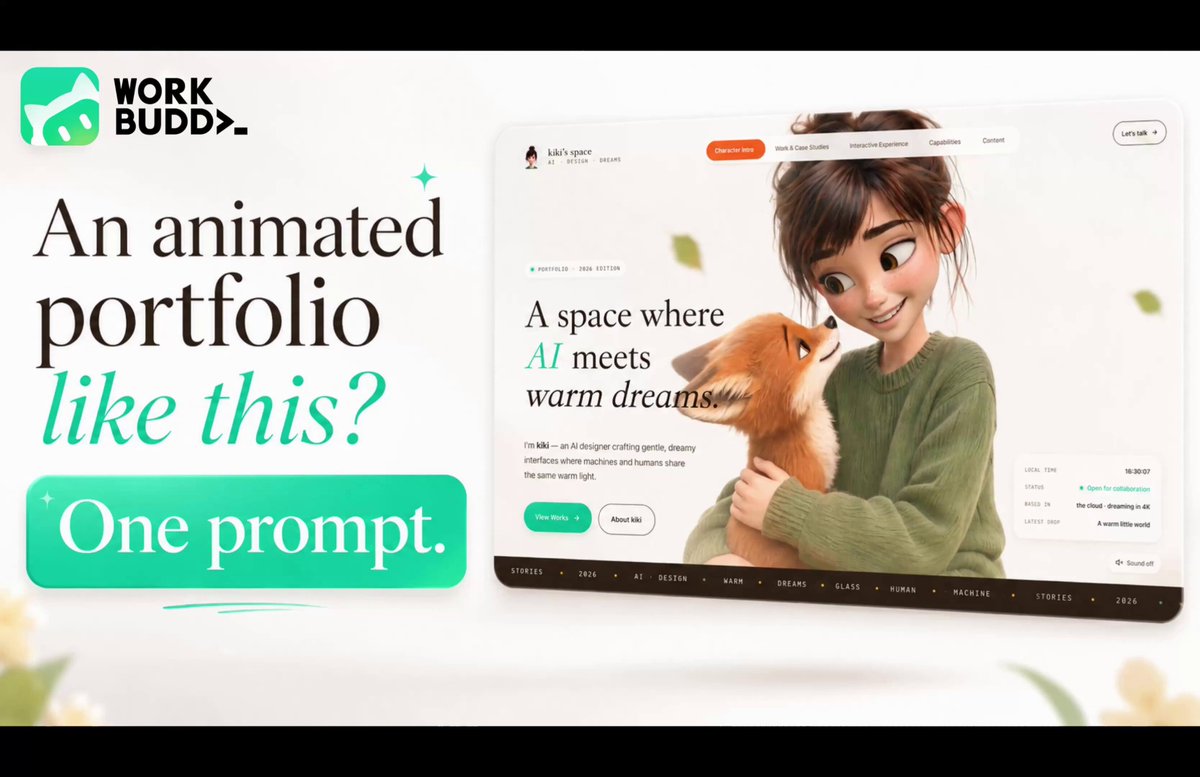 WORK
BUDD>_
An animated
portfolio
like this?
One prompt.
kiki's space
AI · DESIGN · DREAMS
Character Intro
Work & Case Studies
Interactive Experience
Capabilities
Content
Let's talk →
PORTFOLIO · 2026 EDITION
A space where
AI meets
warm dreams.
I'm kiki — an AI designer crafting gentle, dreamy
interfaces where machines and humans share
the same warm light.
View Works →
About kiki
LOCAL TIME 16:30:07
STATUS Open for collaboration
BASED IN the cloud · dreaming in 4K
LATEST DROP A warm little world
Sound off
STORIES • 2026 • AI · DESIGN • WARM • DREAMS • GLASS • HUMAN • MACHINE • STORIES • 2026 •